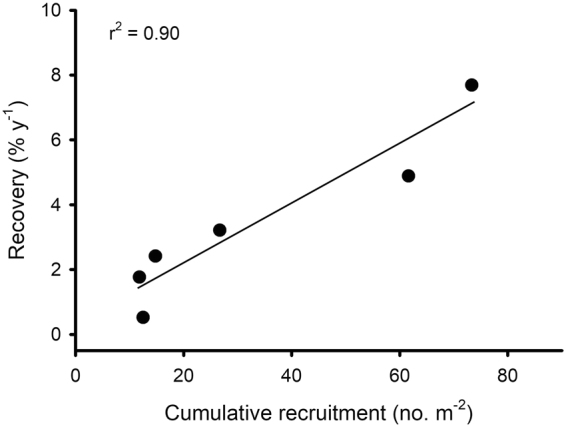 10
r² = 0.90
8
6
4
2
0
Recovery (% y⁻¹)
0 20 40 60 80
Cumulative recruitment (no. m⁻²)